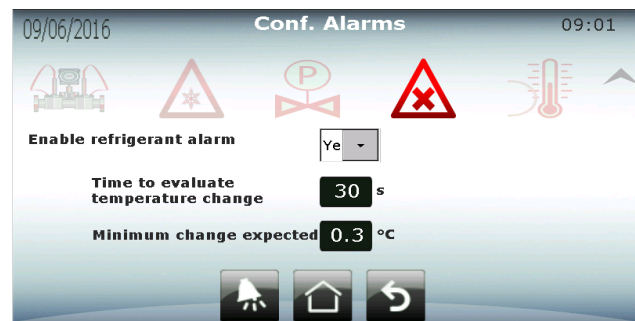 09/06/2016 Conf. Alarms 09:01
P
Enable refrigerant alarm Ye
Time to evaluate
temperature change 30 s
Minimum change expected 0.3 °C